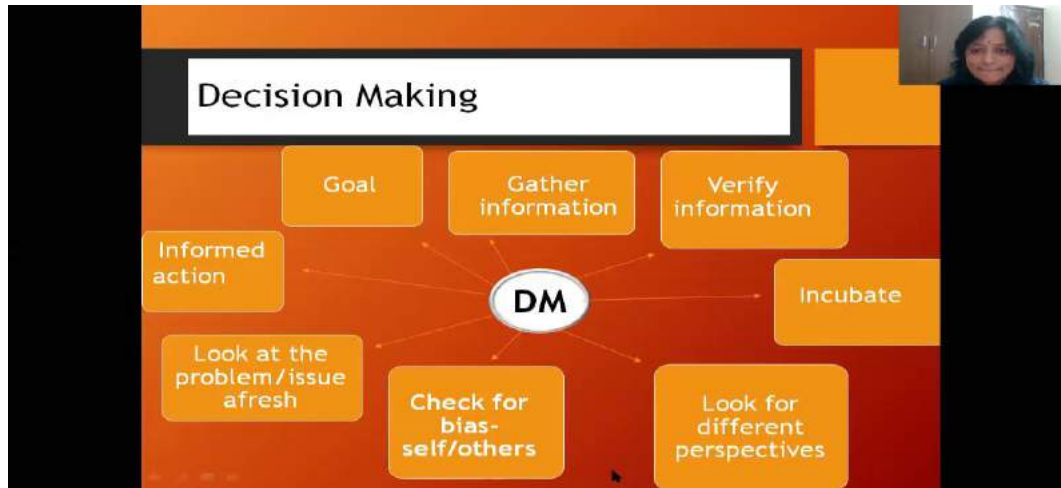 Decision Making
Goal
Gather
information
Verify
information
Informed
action
DM
Incubate
Look at the
problem/issue
afresh
Check for
bias-
self/others
Look for
different
perspectives